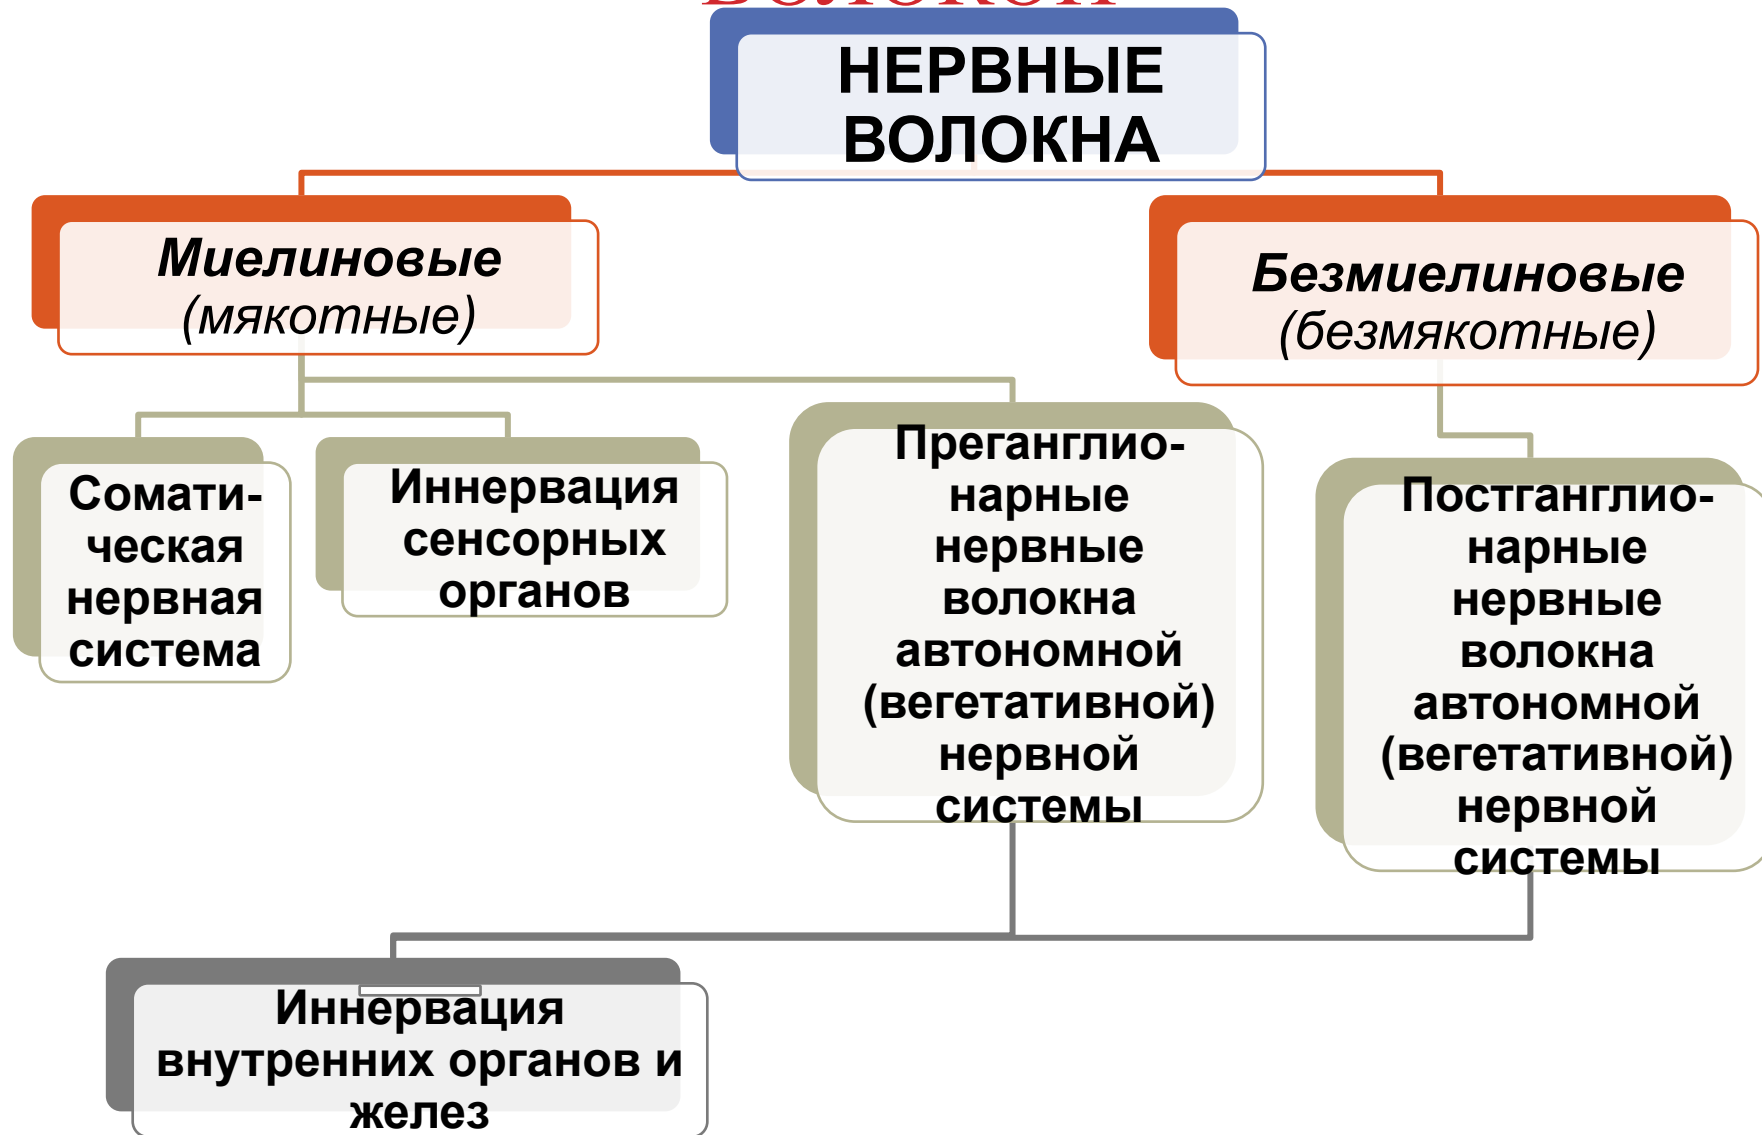 волокон
НЕРВНЫЕ
ВОЛОКНА
Миелиновые
(мякотные)
Безмиелиновые
(безмякотные)
Сомати-
ческая
нервная
система
Иннервация
сенсорных
органов
Преганглио-
нарные
нервные
волокна
автономной
(вегетативной)
нервной
системы
Постганглио-
нарные
нервные
волокна
автономной
(вегетативной)
нервной
системы
Иннервация
внутренних органов и
желез